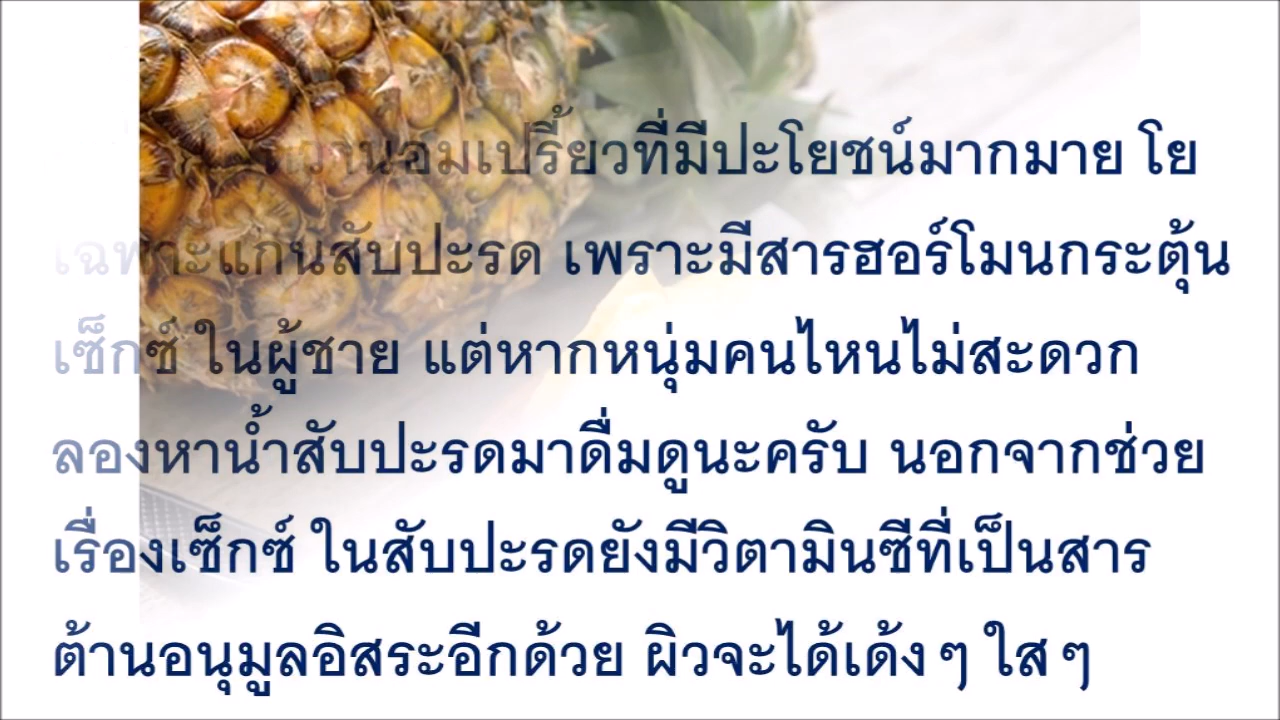 หวานอมเปรี้ยวที่มีปะโยชน์มากมาย โย
เฉพาะแกนสับปะรด เพราะมีสารฮอร์โมนกระตุ้น
เซ็กซ์ ในผู้ชาย แต่หากหนุ่มคนไหนไม่สะดวก
ลองหาน้ำสับปะรดมาดื่มดูนะครับ นอกจากช่วย
เรื่องเซ็กซ์ ในสับปะรดยังมีวิตามินซีที่เป็นสาร
ต้านอนุมูลอิสระอีกด้วย ผิวจะได้เด้ง ๆ ใส ๆ